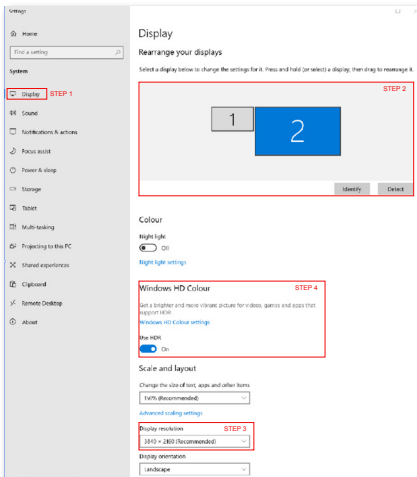 Settings
Home
Find a setting
System
Display STEP 1
Sound
Notifications & actions
Focus assist
Power & sleep
Storage
Tablet
Multi-tasking
Projecting to this PC
Shared experiences
Clipboard
Remote Desktop
About
Display
Rearrange your displays
Select a display below to change the settings for it. Press and hold (or select) a display, then drag to rearrange it.
STEP 2
1
2
Identify Detect
Colour
Night light
Off
Night light settings
Windows HD Colour STEP 4
Get a brighter and more vibrant picture for videos, games and apps that
support HDR.
Windows HD Colour settings
Use HDR
On
Scale and layout
Change the size of text, apps and other items
(Recommended)
Advanced scaling settings
Display resolution STEP 3
3840 × 2160 (Recommended)
Display orientation
Landscape